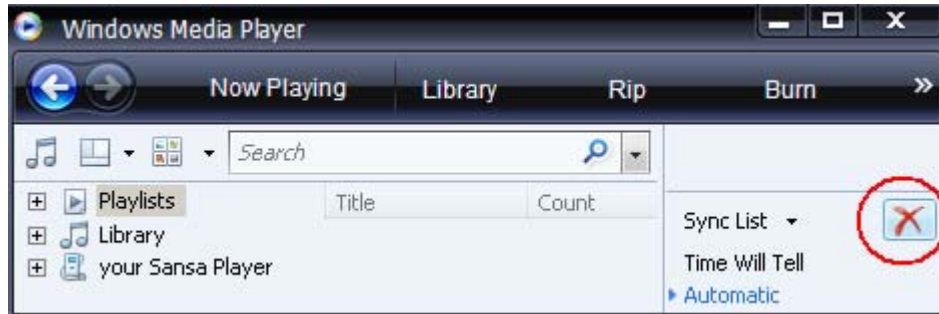 Windows Media Player
Now Playing Library Rip Burn »
Search
Playlists Title Count
Library
your Sansa Player
Sync List
Time Will Tell
Automatic